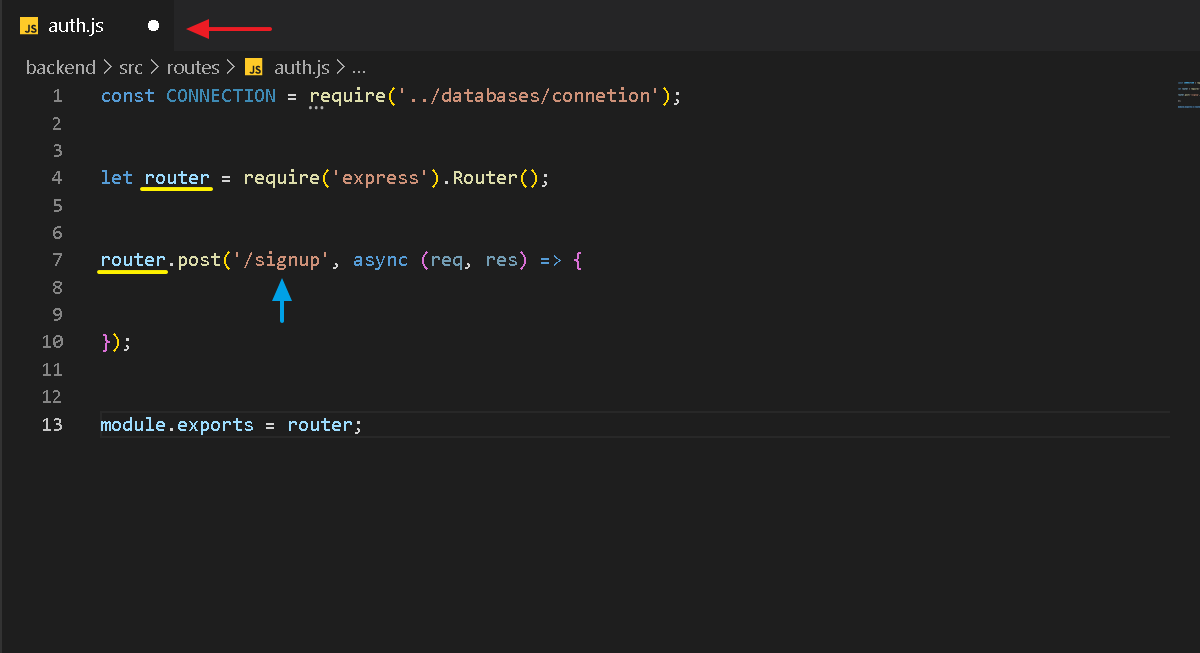 JS auth.js
backend > src > routes > JS auth.js > ...
1 const CONNECTION = require('../databases/connetion');
2
3
4 let router = require('express').Router();
5
6
7 router.post('/signup', async (req, res) => {
8
9
10 });
11
12
13 module.exports = router;